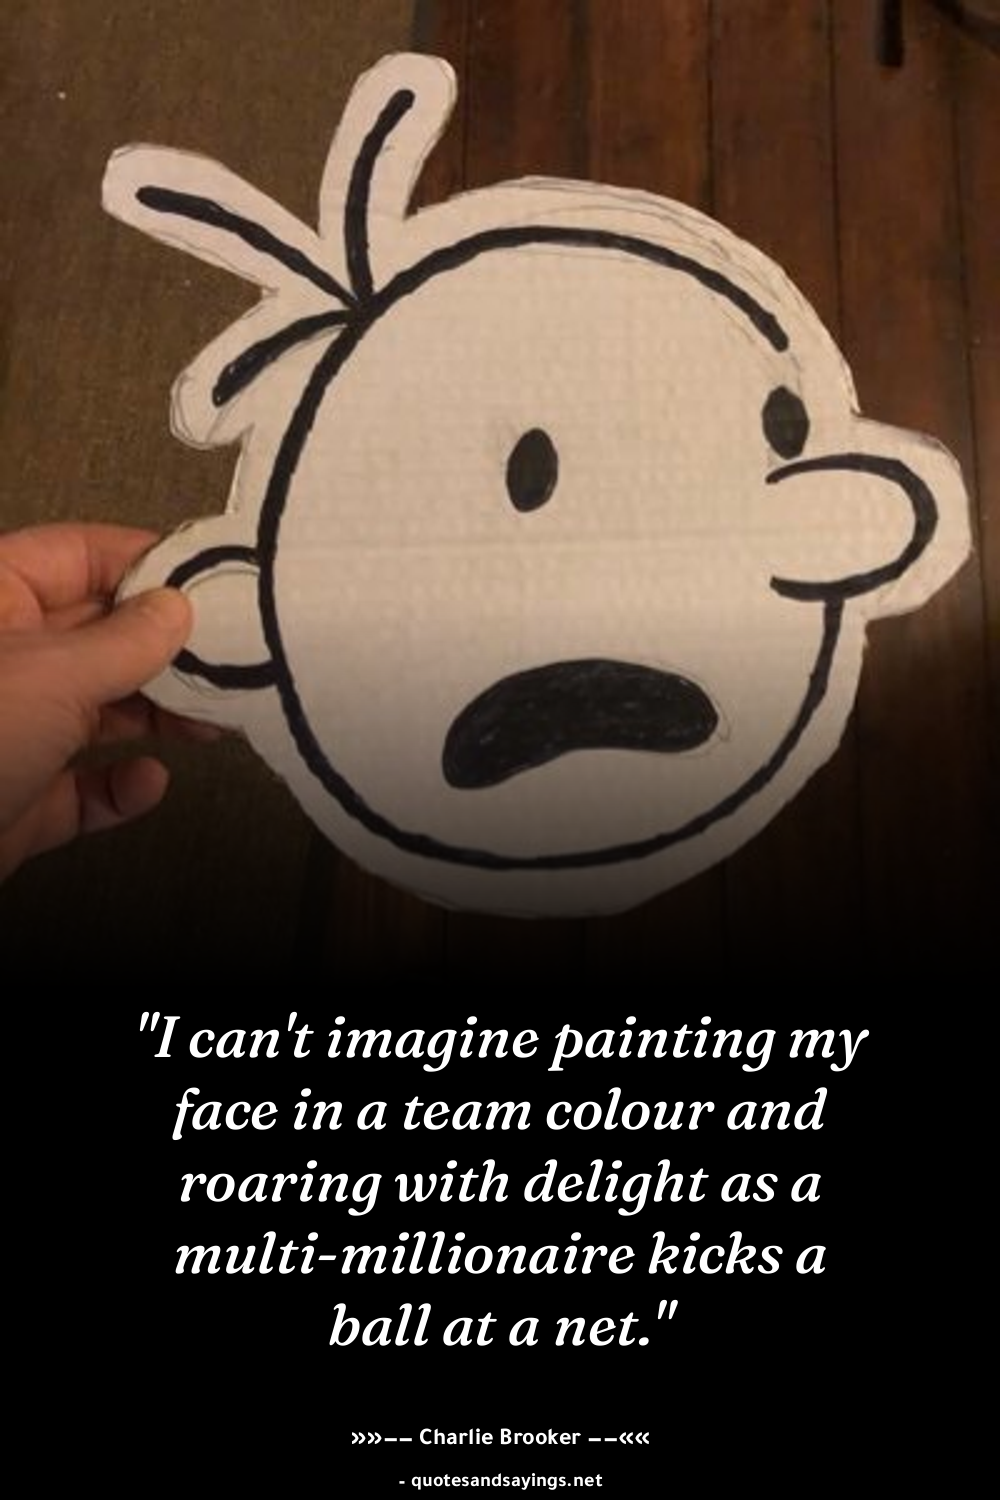 "I can't imagine painting my
face in a team colour and
roaring with delight as a
multi-millionaire kicks a
ball at a net."
»»–– Charlie Brooker ––««
- quotesandsayings.net